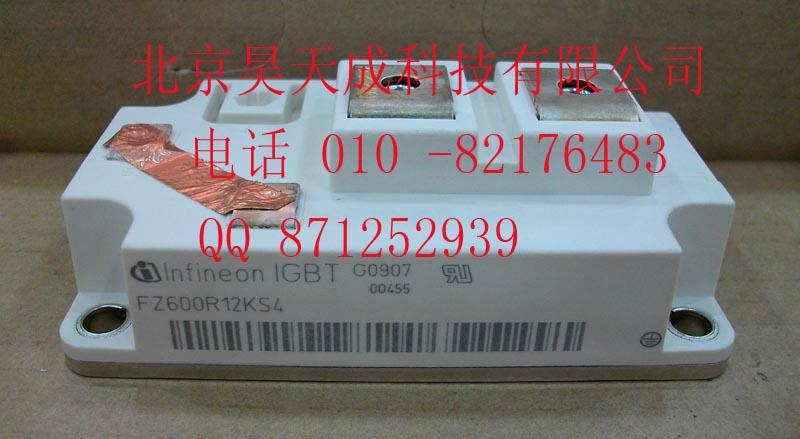 北京昊天成科技有限公司
电话 010 -82176483
QQ 871252939
Infineon IGBT G0907
00455
FZ600R12KS4